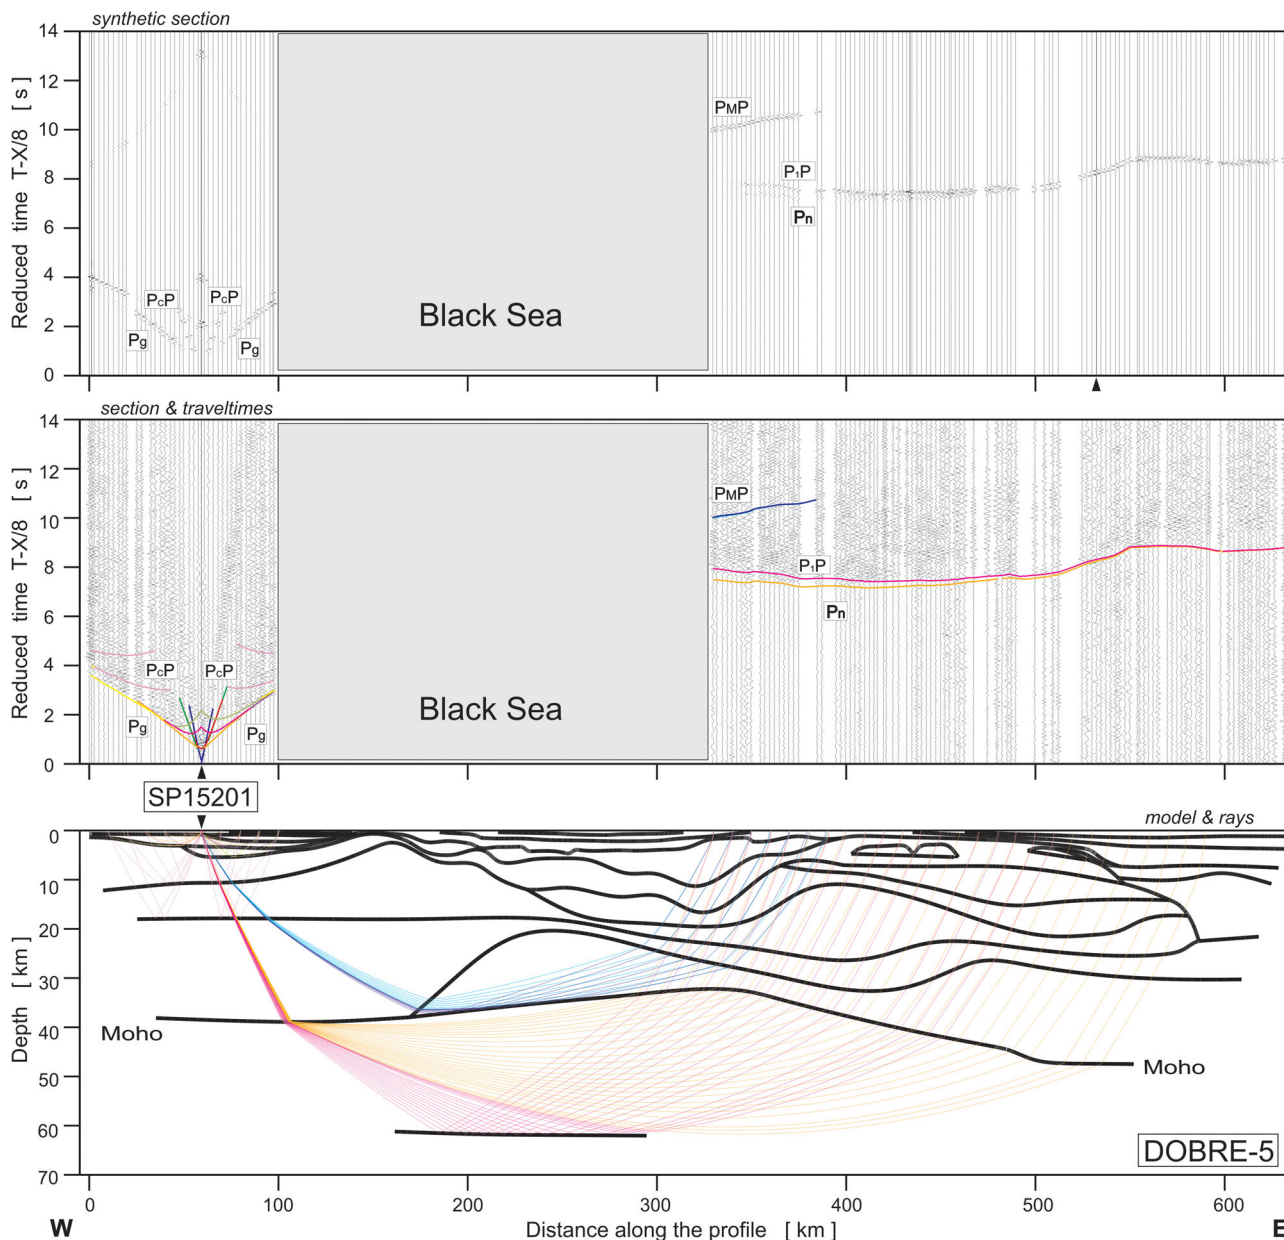 synthetic section
14
12
10
8
6
4
2
0
Reduced time T-X/8 [ s ]
PMP
P1P
Pn
PcP
PcP
Pg
Pg
Black Sea
section & traveltimes
14
12
10
8
6
4
2
0
Reduced time T-X/8 [ s ]
PMP
P1P
Pn
PcP
PcP
Pg
Pg
Black Sea
SP15201
model & rays
0
10
20
30
40
50
60
70
Depth [ km ]
Moho
Moho
DOBRE-5
0 100 200 300 400 500 600
W Distance along the profile [ km ] E